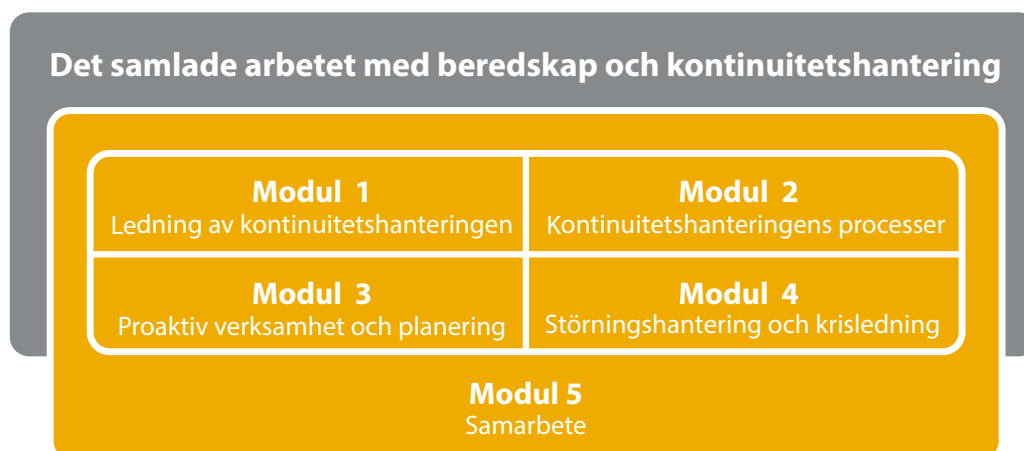 Det samlade arbetet med beredskap och kontinuitetshantering
Modul 1
Ledning av kontinuitetshanteringen
Modul 2
Kontinuitetshanteringens processer
Modul 3
Proaktiv verksamhet och planering
Modul 4
Störningshantering och krisledning
Modul 5
Samarbete